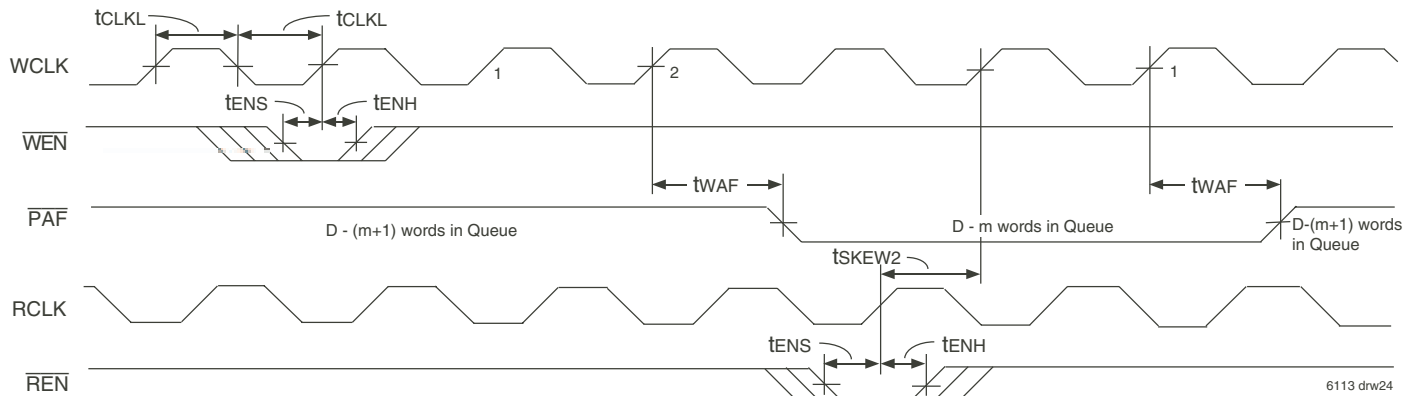 tCLKL tCLKL
WCLK 1 2 1
tENS tENH
WEN
tWAF tWAF
PAF
D - (m+1) words in Queue D - m words in Queue D-(m+1) words
in Queue
tSKEW2
RCLK
tENS tENH
REN
6113 drw24